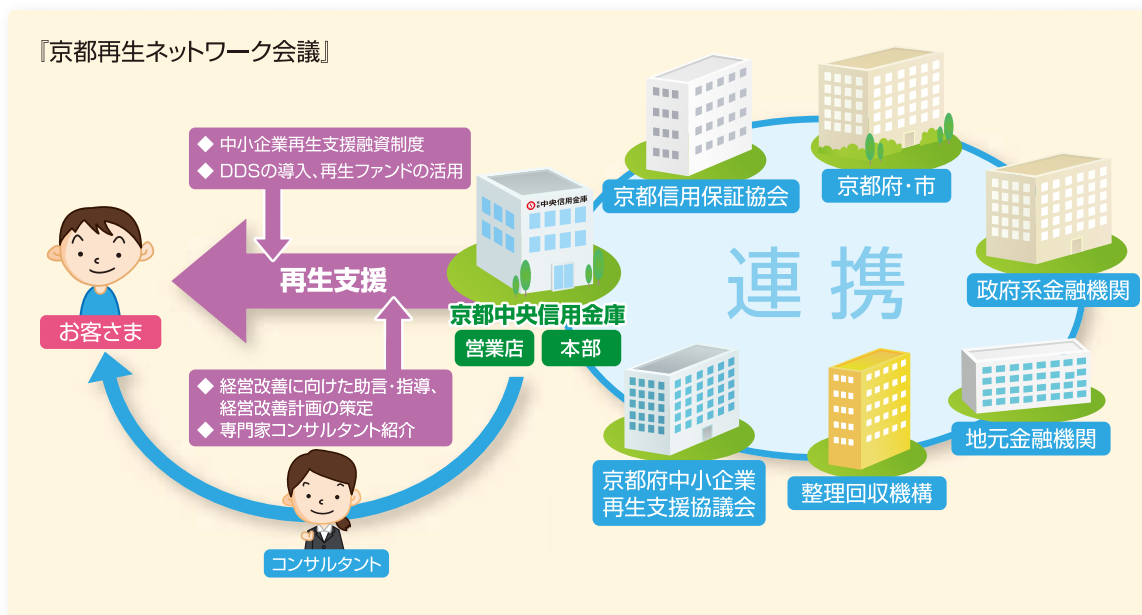 『京都再生ネットワーク会議』
◆ 中小企業再生支援融資制度
◆ DDSの導入、再生ファンドの活用
再生支援
お客さま
◆ 経営改善に向けた助言・指導、
経営改善計画の策定
◆ 専門家コンサルタント紹介
コンサルタント
中央信用金庫
京都中央信用金庫
営業店
本部
連携
京都信用保証協会
京都府・市
政府系金融機関
地元金融機関
整理回収機構
京都府中小企業
再生支援協議会